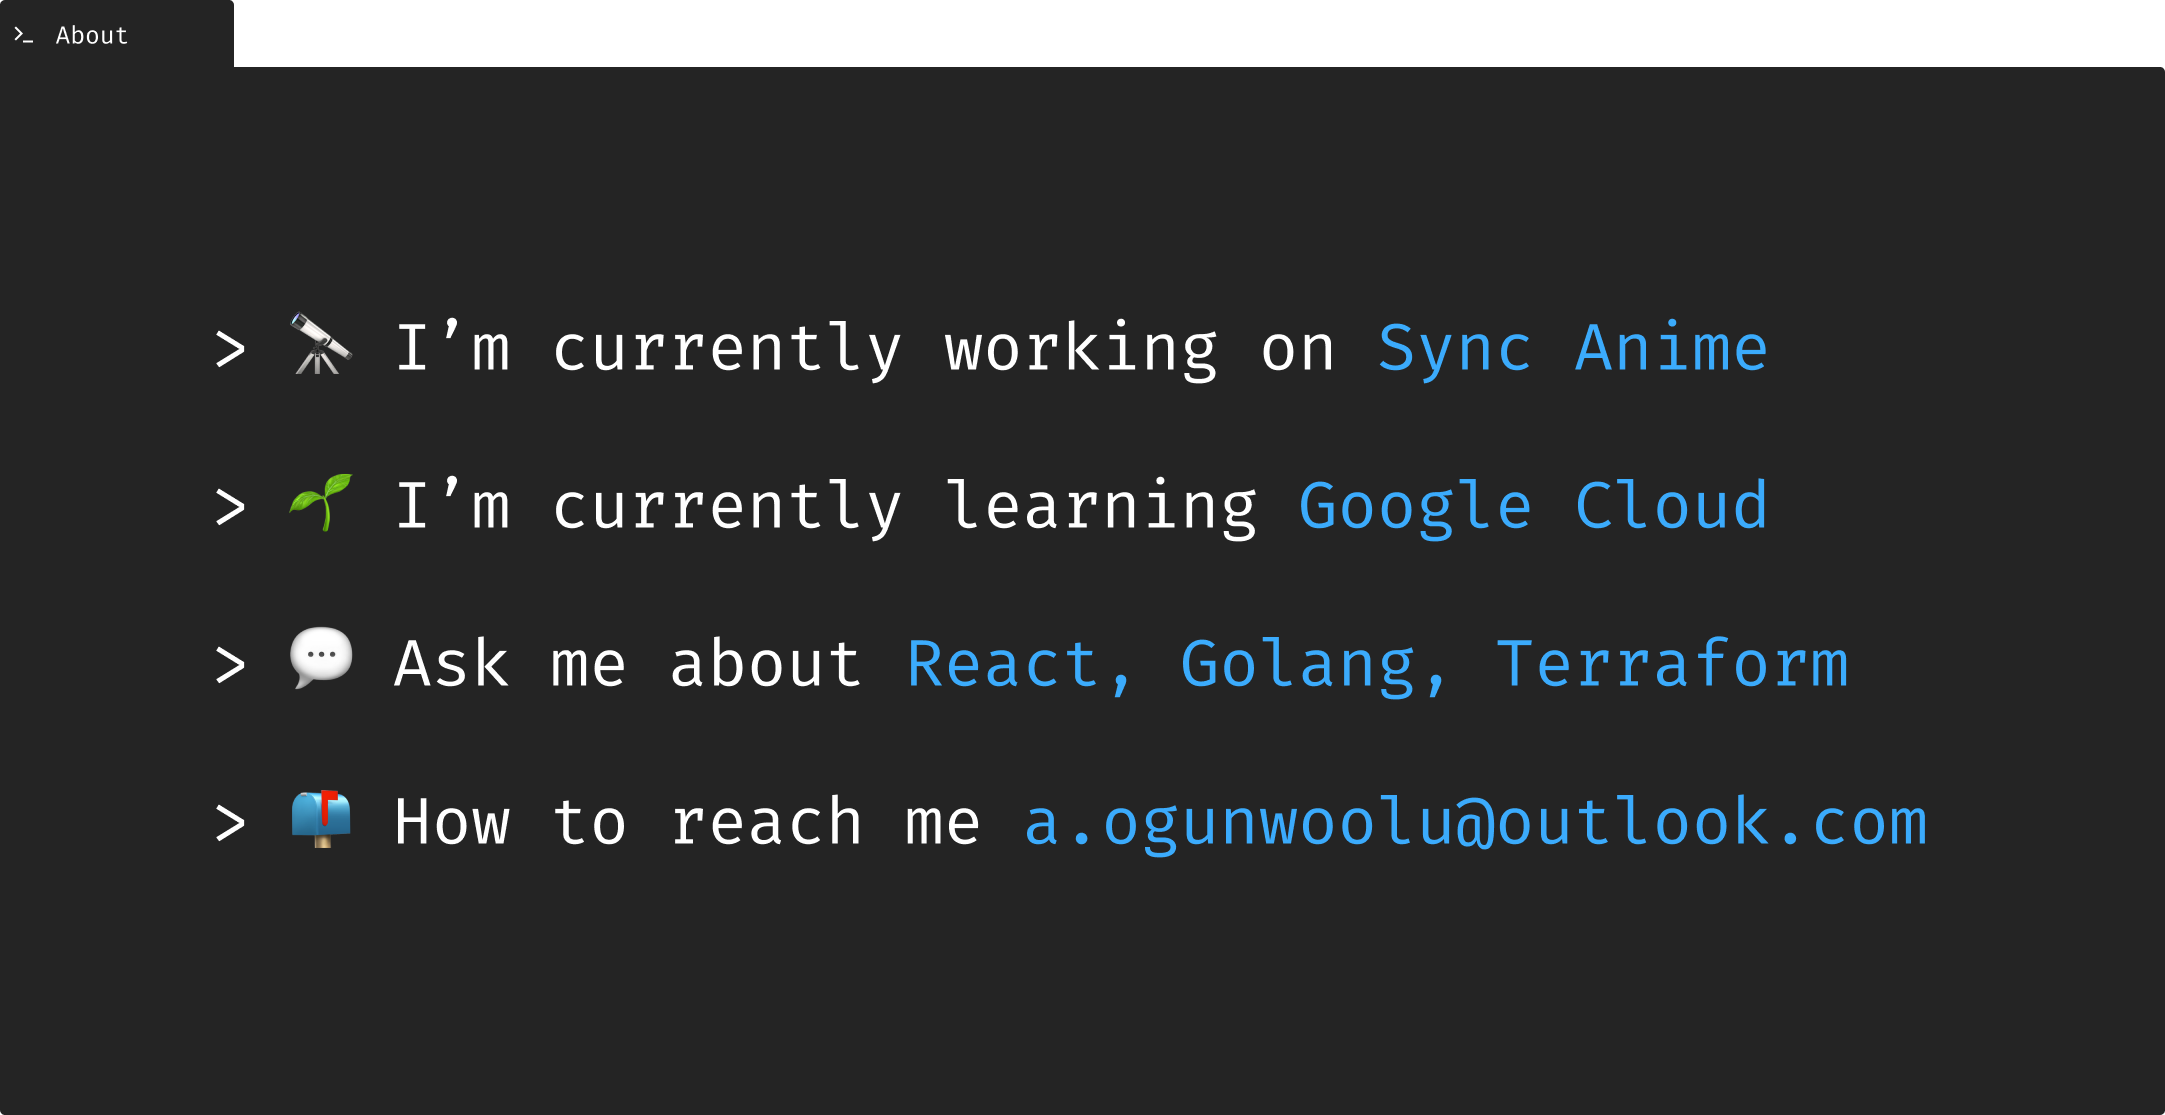 >_ About
> 🔭 I’m currently working on Sync Anime
> 🌱 I’m currently learning Google Cloud
> 💬 Ask me about React, Golang, Terraform
> 📫 How to reach me a.ogunwoolu@outlook.com